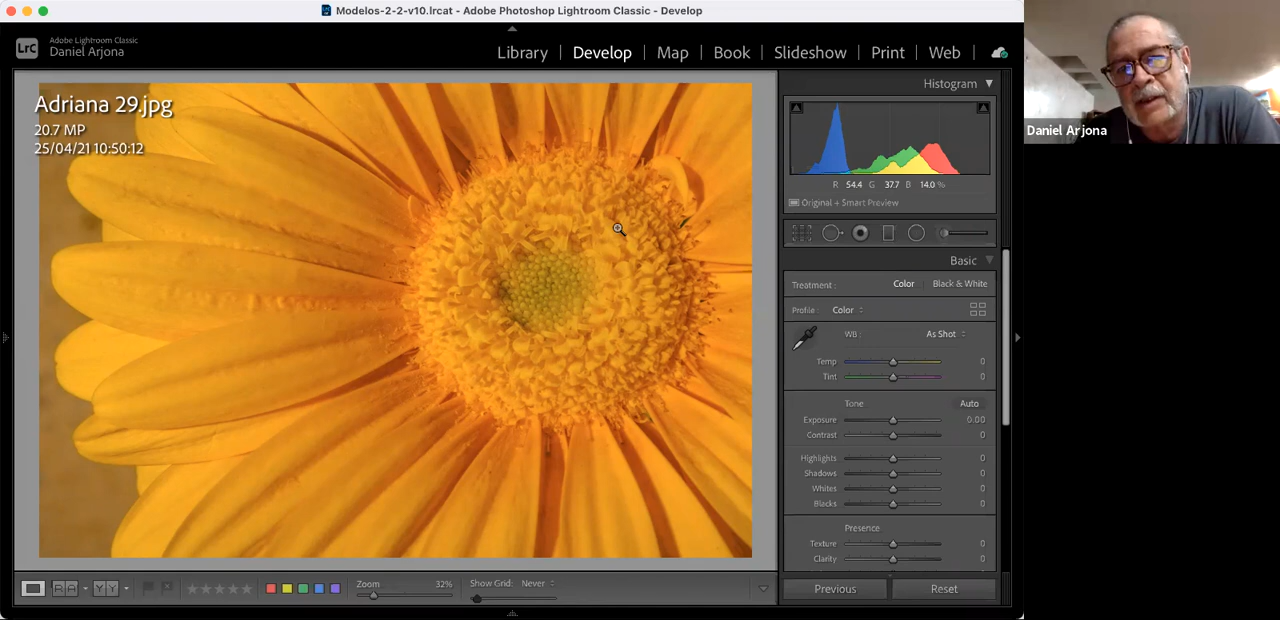 Modelos-2-2-v10.lrcat - Adobe Photoshop Lightroom Classic - Develop
LrC
Adobe Lightroom Classic
Daniel Arjona
Library | Develop | Map | Book | Slideshow | Print | Web |
Adriana 29.jpg
20.7 MP
25/04/21 10:50:12
Histogram
R 54.4 G 37.7 B 14.0 %
Original + Smart Preview
Basic
Treatment : Color Black & White
Profile : Color
WB : As Shot
Temp 0
Tint 0
Tone Auto
Exposure 0.00
Contrast 0
Highlights 0
Shadows 0
Whites 0
Blacks 0
Presence
Texture 0
Clarity 0
Previous Reset
R A Y Y Zoom 32% Show Grid: Never
Daniel Arjona